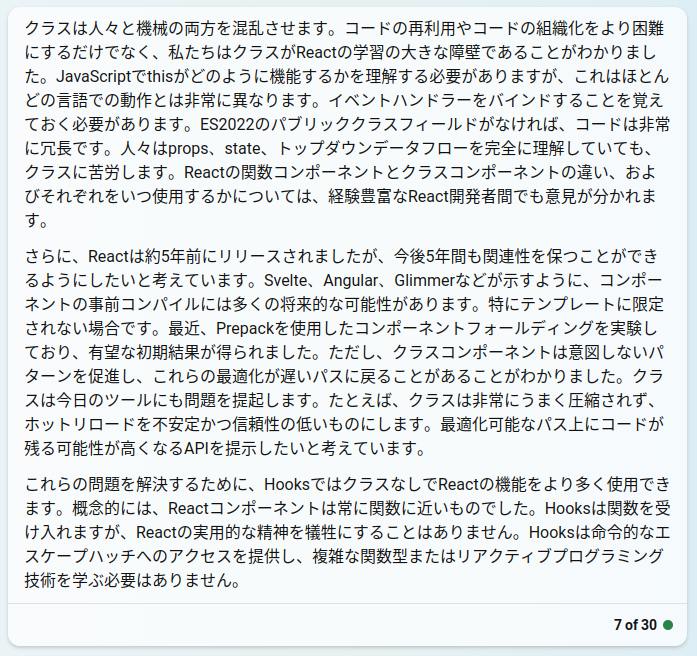 クラスは人々と機械の両方を混乱させます。コードの再利用やコードの組織化をより困難
にするだけでなく、私たちはクラスがReactの学習の大きな障壁であることがわかりまし
た。JavaScriptでthisがどのように機能するかを理解する必要がありますが、これはほとん
どの言語での動作とは非常に異なります。イベントハンドラーをバインドすることを覚え
ておく必要があります。ES2022のパブリッククラスフィールドがなければ、コードは非常
に冗長です。人々はprops、state、トップダウンデータフローを完全に理解していても、
クラスに苦労します。Reactの関数コンポーネントとクラスコンポーネントの違い、およ
びそれぞれをいつ使用するかについては、経験豊富なReact開発者間でも意見が分かれま
す。
さらに、Reactは約5年前にリリースされましたが、今後5年間も関連性を保つことができ
るようにしたいと考えています。Svelte、Angular、Glimmerなどが示すように、コンポー
ネントの事前コンパイルには多くの将来的な可能性があります。特にテンプレートに限定
されない場合です。最近、Prepackを使用したコンポーネントフォールディングを実験し
ており、有望な初期結果が得られました。ただし、クラスコンポーネントは意図しないパ
ターンを促進し、これらの最適化が遅いパスに戻ることがあることがわかりました。クラ
スは今日のツールにも問題を提起します。たとえば、クラスは非常にうまく圧縮されず、
ホットリロードを不安定かつ信頼性の低いものにします。最適化可能なパス上にコードが
残る可能性が高くなるAPIを提示したいと考えています。
これらの問題を解決するために、HooksではクラスなしでReactの機能をより多く使用でき
ます。概念的には、Reactコンポーネントは常に関数に近いものでした。Hooksは関数を受
け入れますが、Reactの実用的な精神を犠牲にすることはありません。Hooksは命令的なエ
スケープハッチへのアクセスを提供し、複雑な関数型またはリアクティブプログラミング
技術を学ぶ必要はありません。
7 of 30